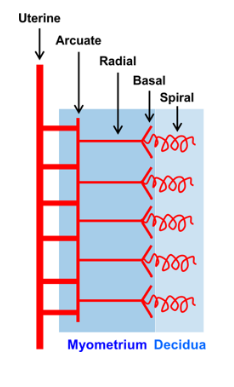 Uterine
Arcuate
Radial
Basal
Spiral
Myometrium Decidua